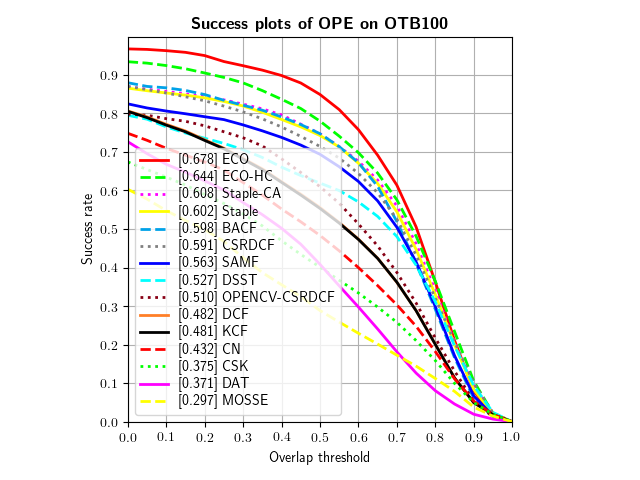 Success plots of OPE on OTB100
Success rate
0.9
0.8
0.7
0.6
0.5
0.4
0.3
0.2
0.1
0.0
[0.678] ECO
[0.644] ECO-HC
[0.608] Staple-CA
[0.602] Staple
[0.598] BACF
[0.591] CSRDCF
[0.563] SAMF
[0.527] DSST
[0.510] OPENCV-CSRDCF
[0.482] DCF
[0.481] KCF
[0.432] CN
[0.375] CSK
[0.371] DAT
[0.297] MOSSE
0.0 0.1 0.2 0.3 0.4 0.5 0.6 0.7 0.8 0.9 1.0
Overlap threshold